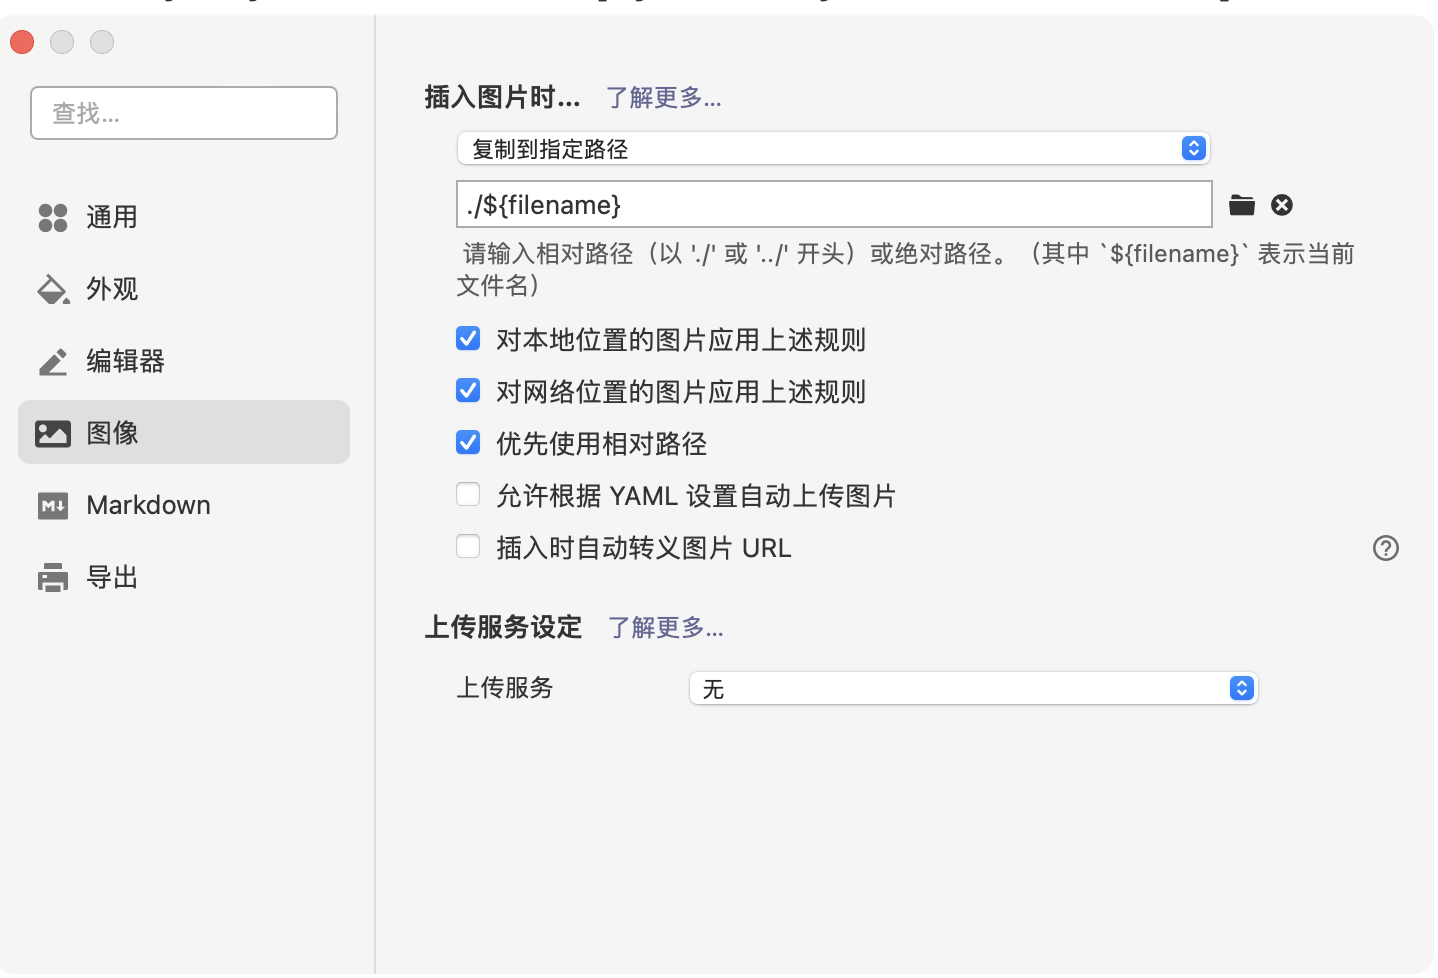 查找...
通用
外观
编辑器
图像
Markdown
导出
插入图片时... 了解更多...
复制到指定路径
./${filename}
请输入相对路径（以 './' 或 '../' 开头）或绝对路径。（其中 `${filename}` 表示当前
文件名）
对本地位置的图片应用上述规则
对网络位置的图片应用上述规则
优先使用相对路径
允许根据 YAML 设置自动上传图片
插入时自动转义图片 URL
上传服务设定 了解更多...
上传服务 无